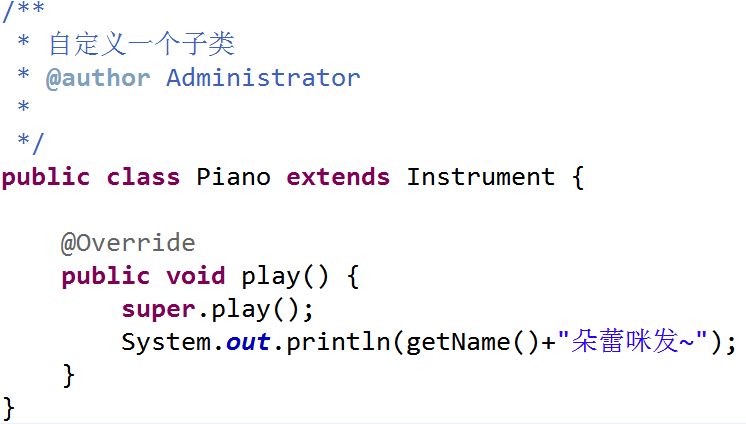 /**
 * 自定义一个子类
 * @author Administrator
 *
 */
public class Piano extends Instrument {

    @Override
    public void play() {
        super.play();
        System.out.println(getName()+"朵蕾咪发~");
    }
}